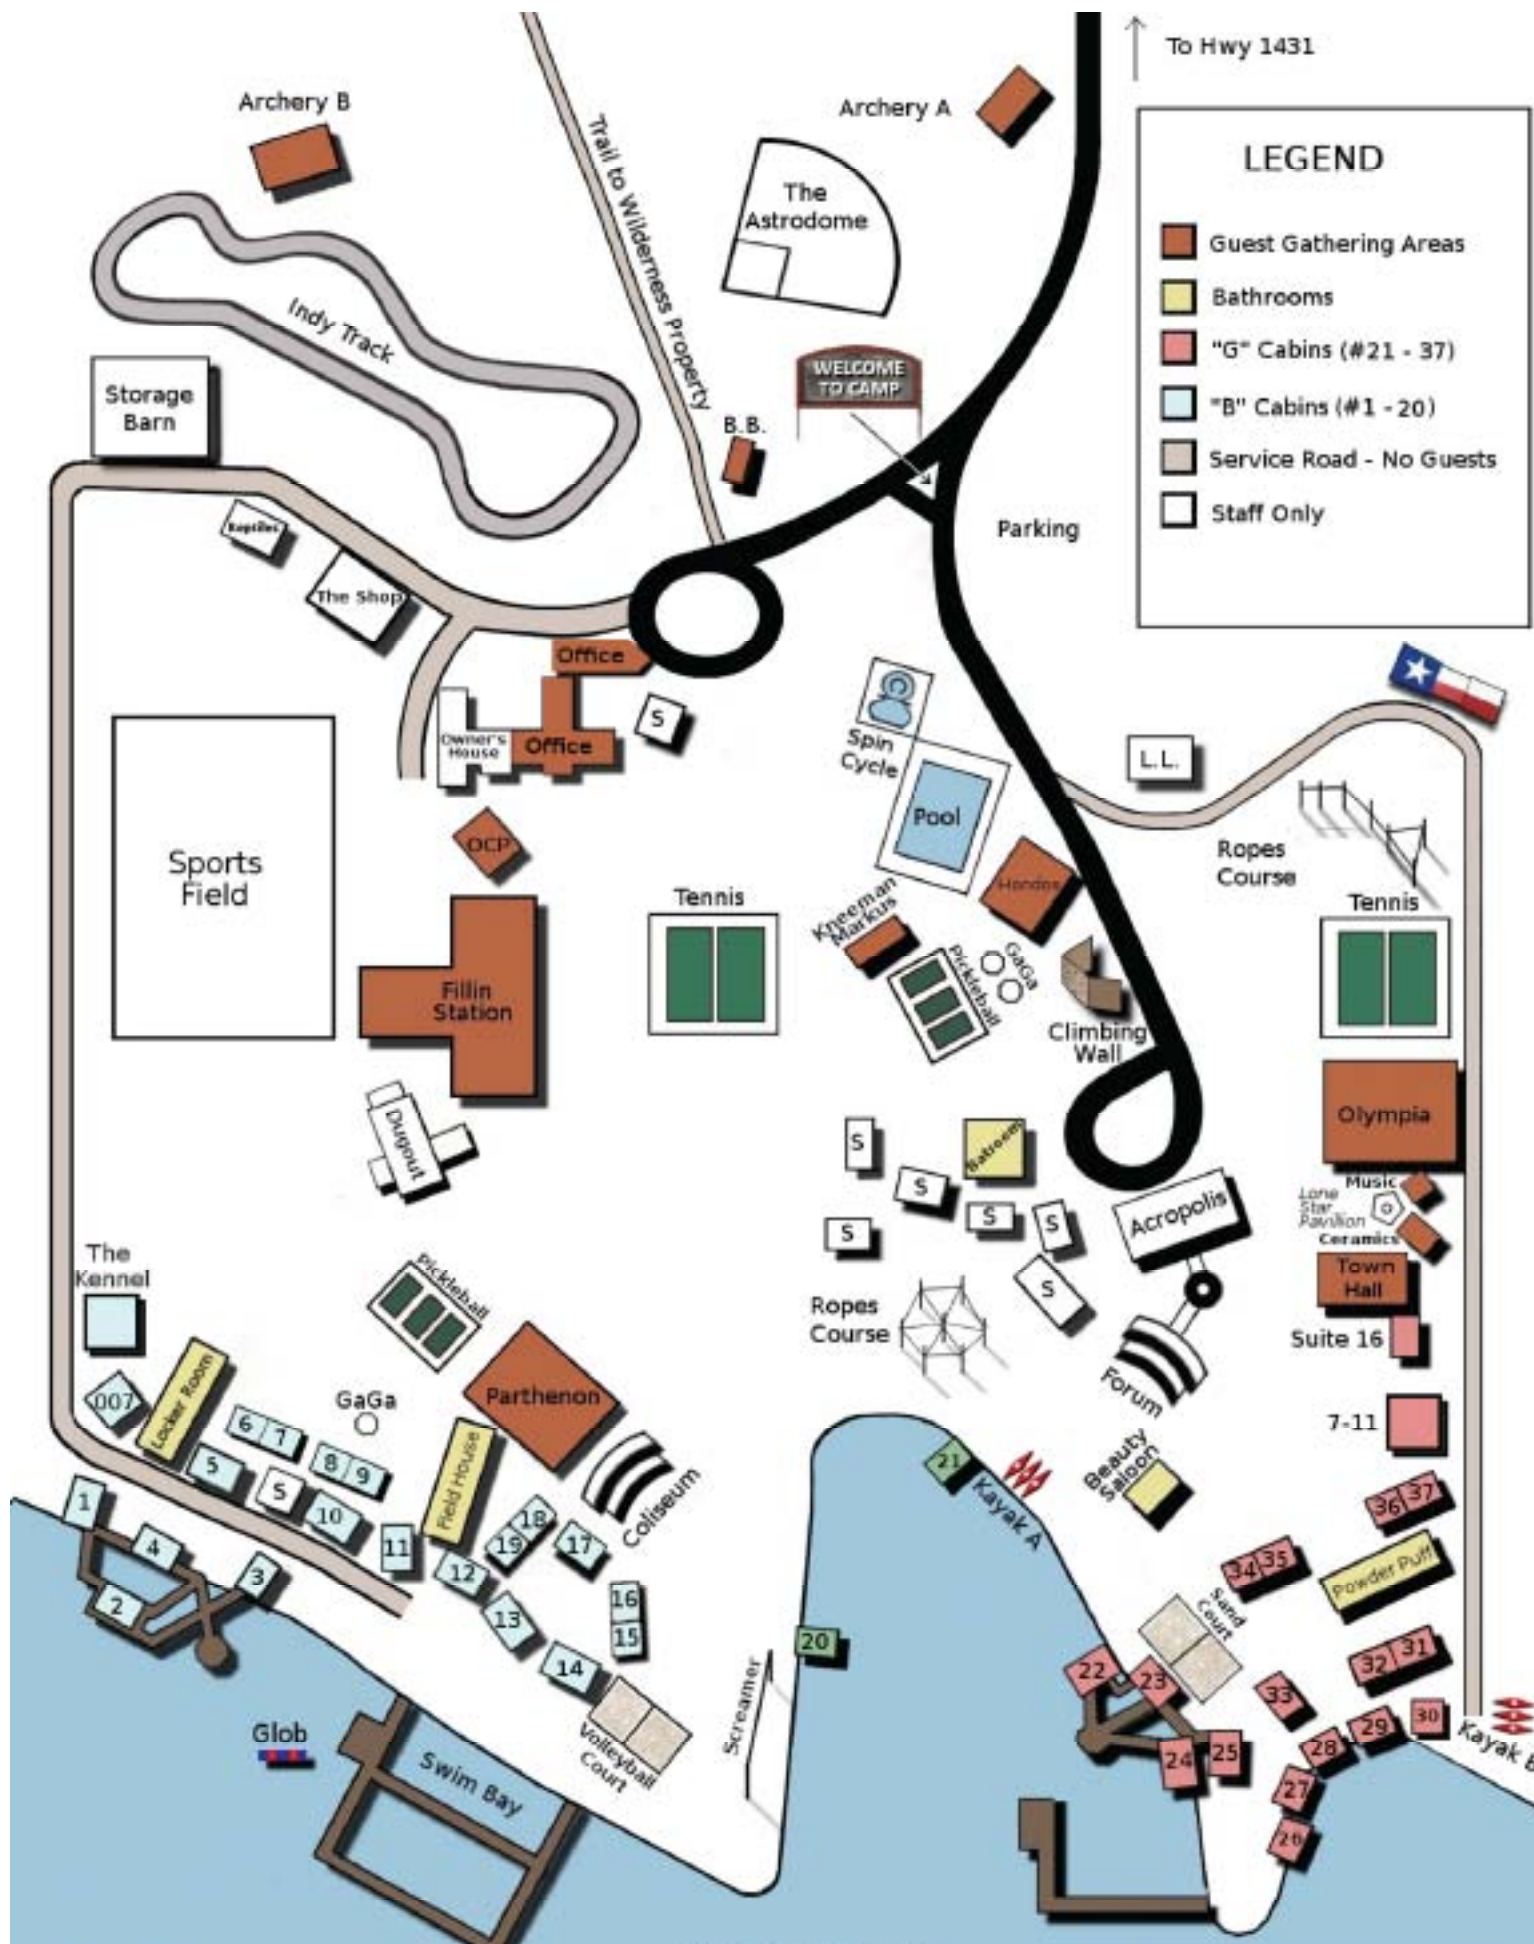 To Hwy 1431
Archery B
Archery A
LEGEND
Guest Gathering Areas
Bathrooms
"G" Cabins (#21 - 37)
"B" Cabins (#1 - 20)
Service Road - No Guests
Staff Only
Trail to Wilderness Property
The
Astrodome
Indy Track
WELCOME
TO CAMP
B.B.
Storage
Barn
Parking
Reptiles
The Shop
Office
S
Owner's
House
Office
Spin
Cycle
L.L.
Pool
OCP
Sports
Field
Ropes
Course
Tennis
Hondos
Kneeman
Markus
Tennis
Pickleball
GaGa
Fillin
Station
Climbing
Wall
Olympia
Dugout
S
Batroom
S
S
S
S
S
Acropolis
Music
Lone
Star
Pavilion
Ceramics
Town
Hall
The
Kennel
Pickleball
Ropes
Course
Suite 16
Forum
007
Locker Room
GaGa
Parthenon
7-11
6
7
8
9
5
S
10
11
Field House
Coliseum
21
Kayak A
Beauty
Saloon
36
37
1
4
3
2
12
13
14
18
19
17
16
15
34
35
Powder Puff
Sand
Court
20
22
23
32
31
33
30
29
28
24
25
27
26
Kayak B
Screamer
Glob
Swim Bay
Volleyball
Court